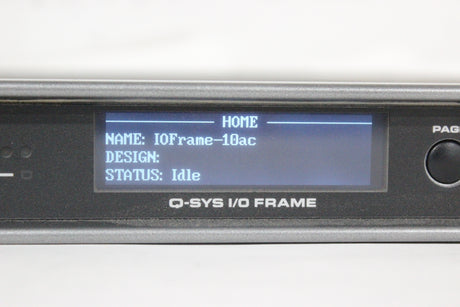 HOME
NAME: IOFrame-10ac
DESIGN:
STATUS: Idle
PAG
Q-SYS I/O FRAME